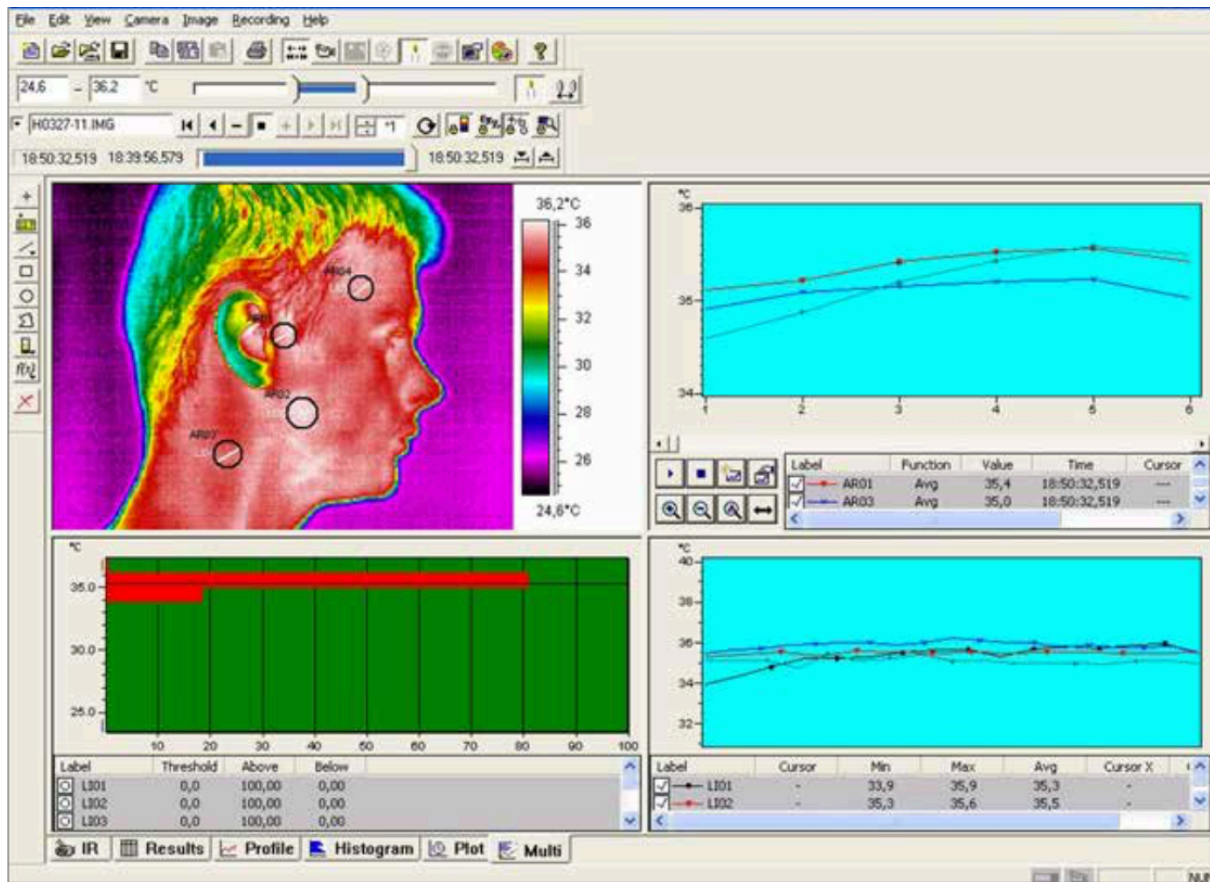 File Edit View Camera Image Recording Help
24,6 – 36,2 °C
H0327-11.IMG
*1
18:50:32,519 18:39:56,579 18:50:32,519
36,2°C
36
34
32
30
28
26
24,6°C
AR04
AR02
AR03
°C
36
35
34
1 2 3 4 5 6
Label Function Value Time Cursor
AR01 Avg 35,4 18:50:32,519 ---
AR03 Avg 35,0 18:50:32,519 ---
°C
35.0
30.0
25.0
10 20 30 40 50 60 70 80 90 100
Label Threshold Above Below
LI01 0,0 100,00 0,00
LI02 0,0 100,00 0,00
LI03 0,0 100,00 0,00
°C
40
38
36
34
32
Label Cursor Min Max Avg Cursor X
LI01 - 33,9 35,9 35,3 -
LI02 - 35,3 35,6 35,5 -
IR Results Profile Histogram Plot Multi
NUM